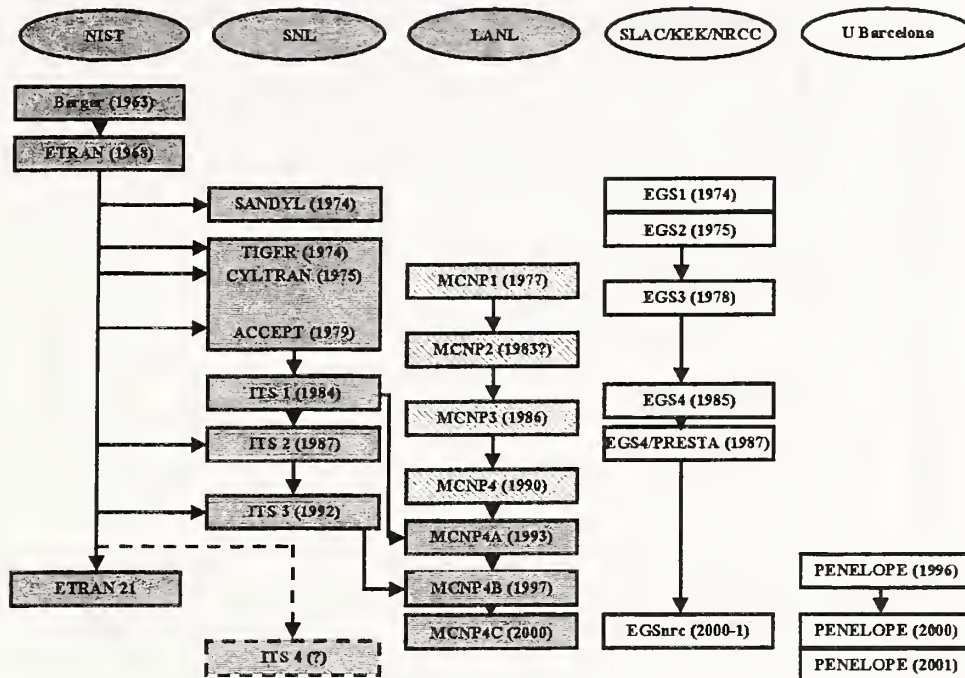 NIST
SNL
LANL
SLAC/KEK/NRCC
U Barcelona
Berger (1963)
ETRAN (1968)
SANDYL (1974)
TIGER (1974)
CYLTRAN (1975)
ACCEPT (1979)
ITS 1 (1984)
ITS 2 (1987)
ITS 3 (1992)
ETRAN 21
ITS 4 (?)
MCNP1 (197?)
MCNP2 (1983?)
MCNP3 (1986)
MCNP4 (1990)
MCNP4A (1993)
MCNP4B (1997)
MCNP4C (2000)
EGS1 (1974)
EGS2 (1975)
EGS3 (1978)
EGS4 (1985)
EGS4/PRESTA (1987)
EGSnrc (2000-1)
PENELOPE (1996)
PENELOPE (2000)
PENELOPE (2001)